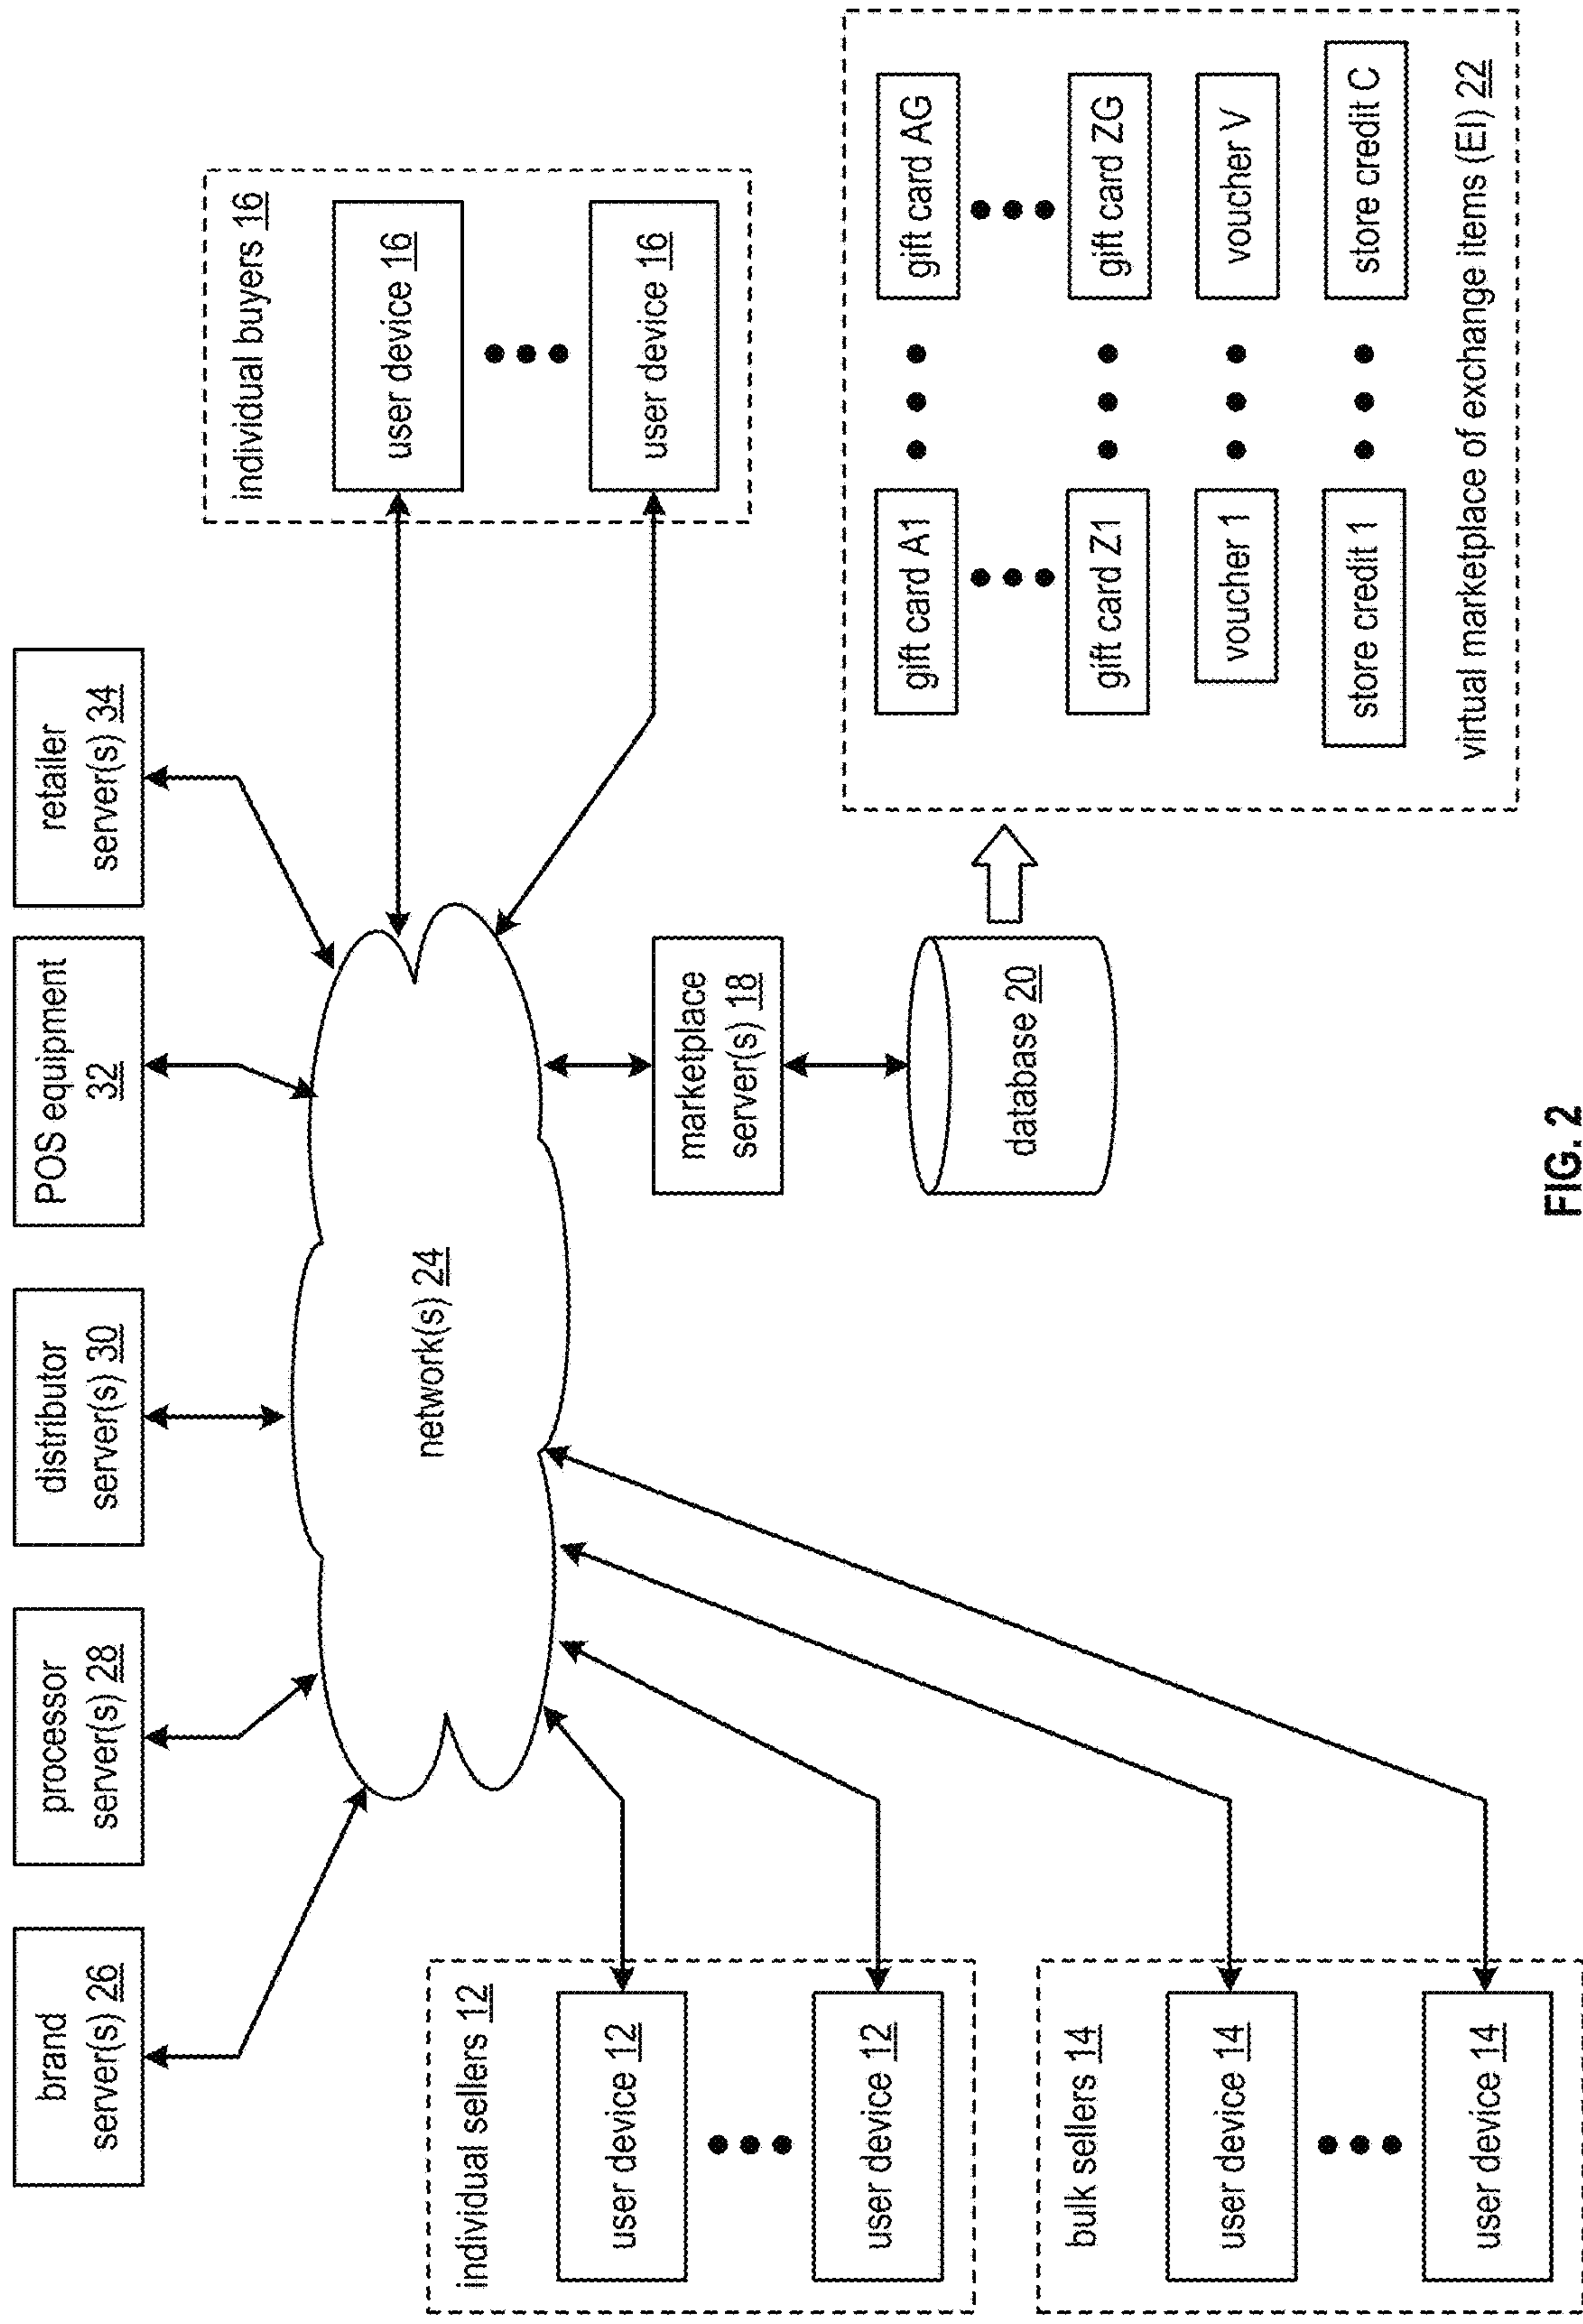 brand
server(s) 26
processor
server(s) 28
distributor
server(s) 30
POS equipment
32
retailer
server(s) 34
individual buyers 16
user device 16
user device 16
network(s) 24
individual sellers 12
user device 12
user device 12
bulk sellers 14
user device 14
user device 14
marketplace
server(s) 18
database 20
gift card A1
gift card AG
gift card Z1
gift card ZG
voucher 1
voucher V
store credit 1
store credit C
virtual marketplace of exchange items (EI) 22
FIG. 2